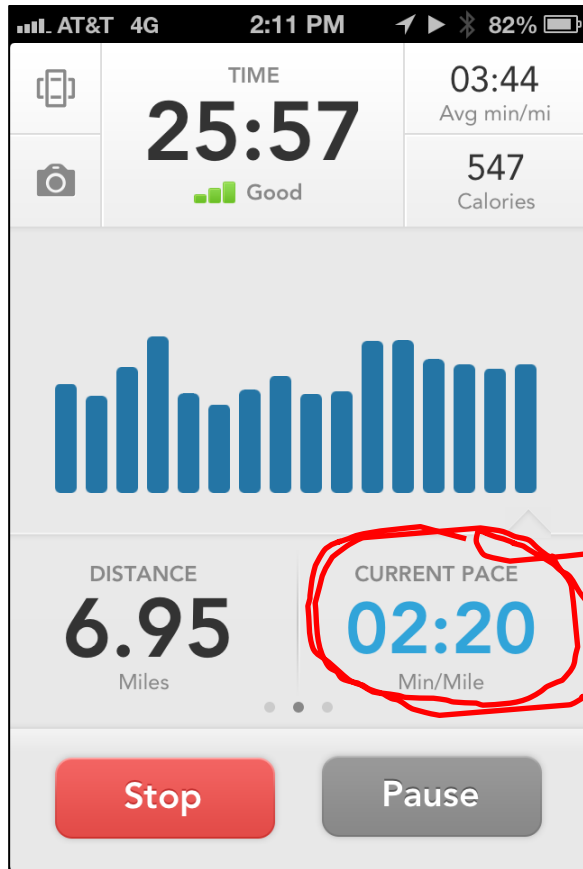 AT&T 4G 2:11 PM 82%
TIME
25:57
Good
03:44
Avg min/mi
547
Calories
DISTANCE
6.95
Miles
CURRENT PACE
02:20
Min/Mile
Stop
Pause